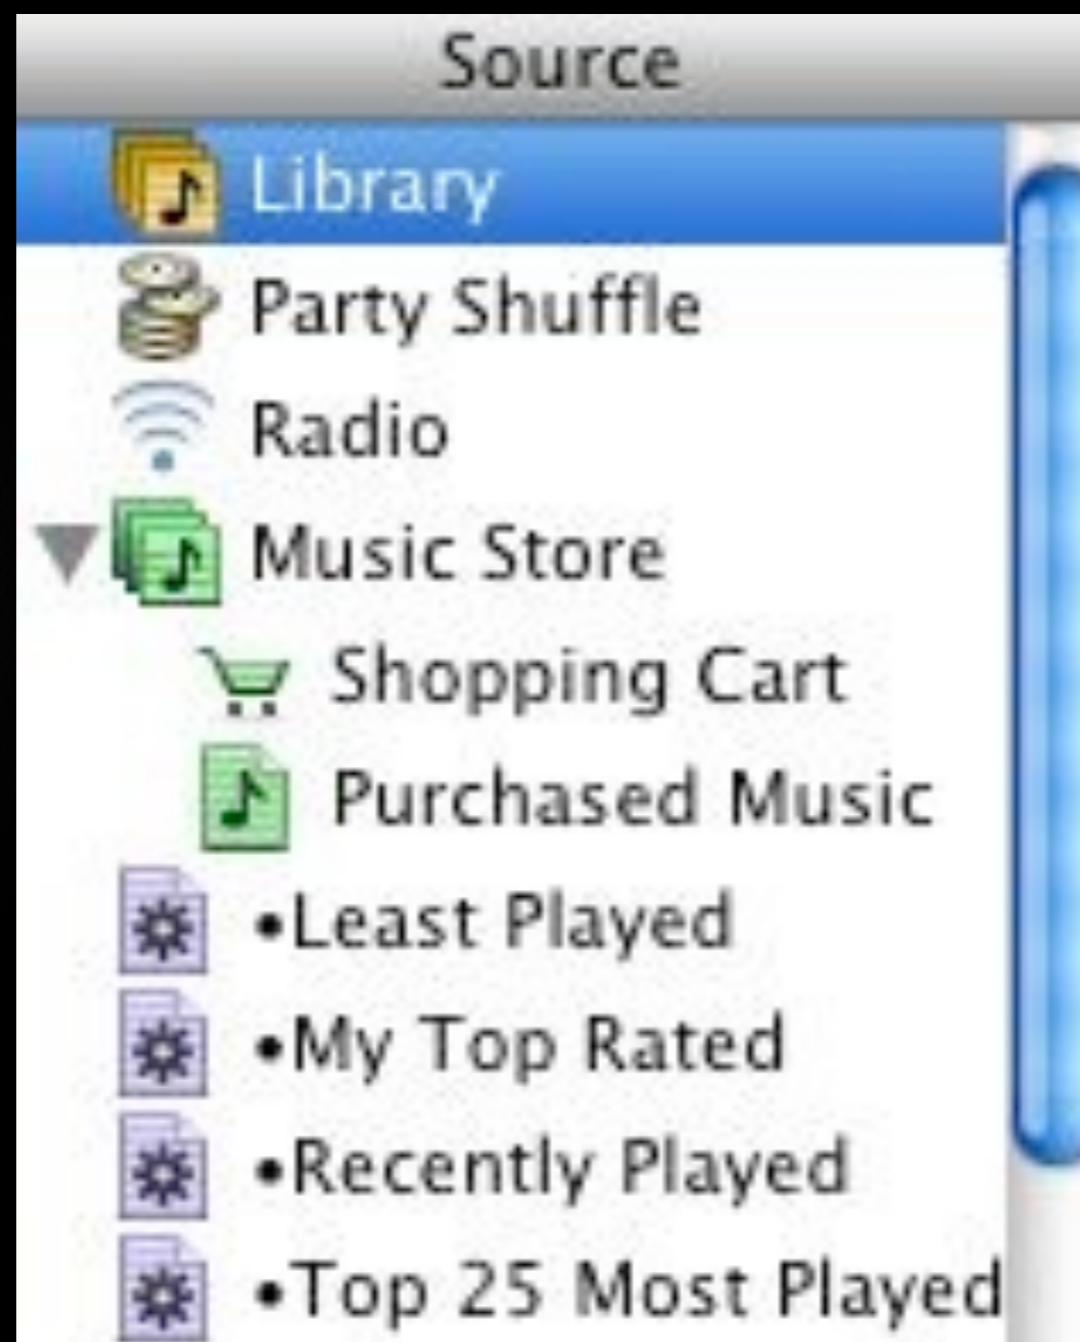 Source
Library
Party Shuffle
Radio
Music Store
Shopping Cart
Purchased Music
•Least Played
•My Top Rated
•Recently Played
•Top 25 Most Played